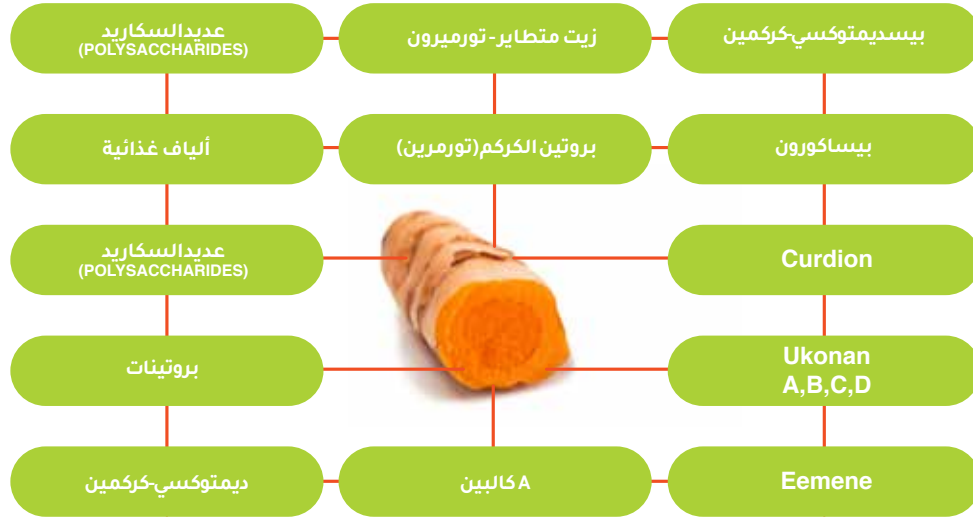 بيسديمتوكسي-كركمين
زيت متطاير- تورميرون
عديدالسكاريد
(POLYSACCHARIDES)
بيساكورون
بروتين الكركم(تورمرين)
ألياف غذائية
Curdion
عديدالسكاريد
(POLYSACCHARIDES)
Ukonan
A,B,C,D
بروتينات
Eemene
A كالبين
ديمتوكسي-كركمين